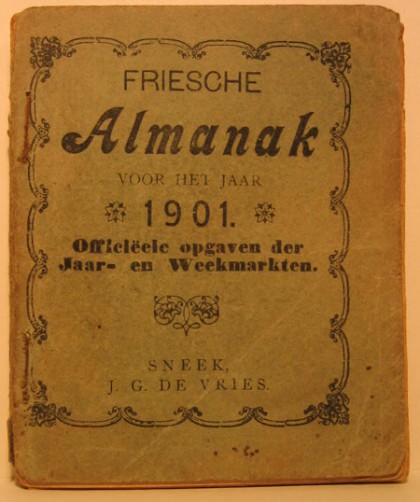 FRIESCHE
Almanak
VOOR HET JAAR
1901.
Officiëele opgaven der
Jaar- en Weekmarkten.
SNEEK,
J. G. DE VRIES.